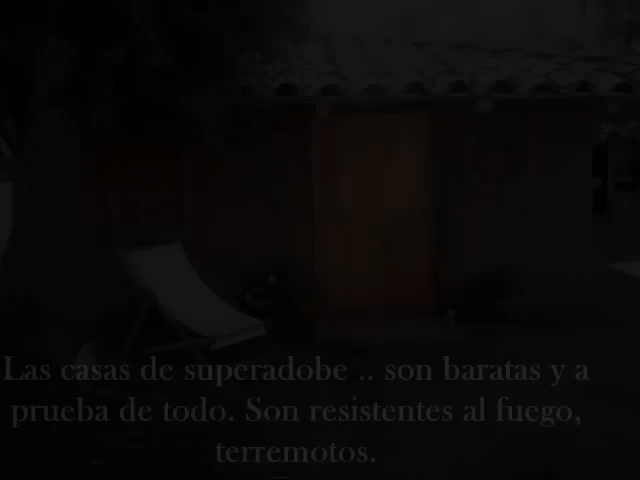 Las casas de superadobe .. son baratas y a
prueba de todo. Son resistentes al fuego,
terremotos.